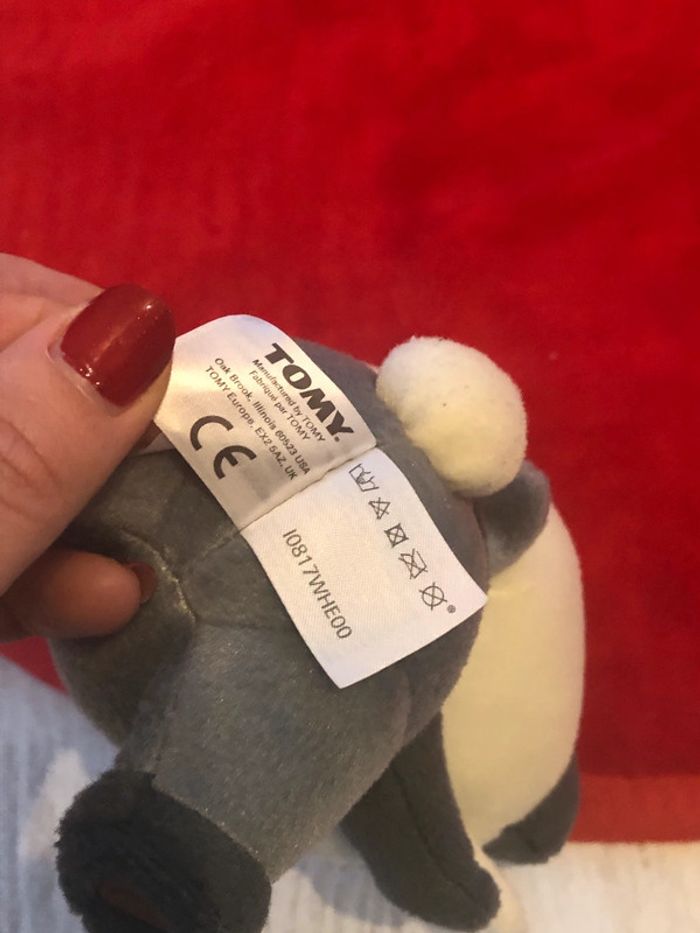 TOMY.
Manufactured by TOMY
Fabriqué par TOMY
Oak Brook, Illinois 60523 USA
TOMY Europe, EX2 5AZ, UK
CE
I0817WHE00